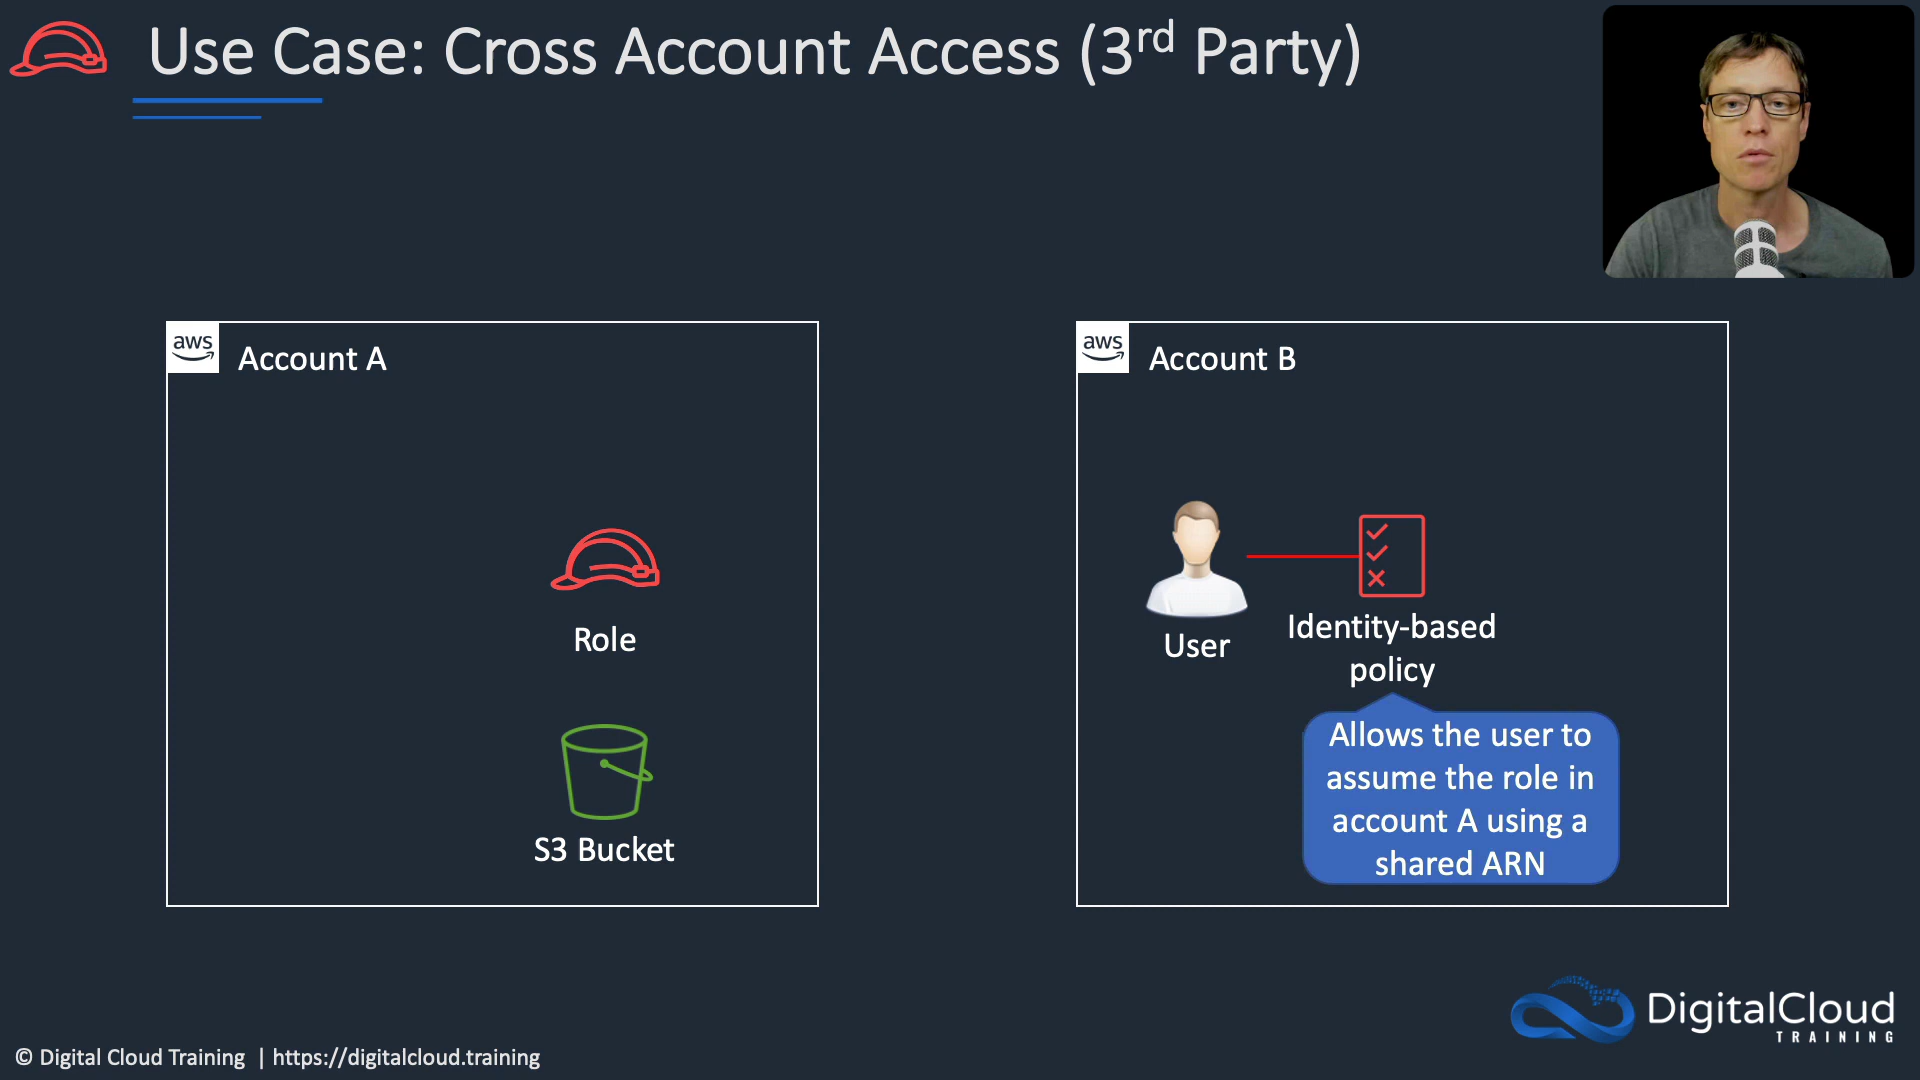 Use Case: Cross Account Access (3rd Party)
aws
Account A
Role
S3 Bucket
aws
Account B
User
Identity-based
policy
Allows the user to
assume the role in
account A using a
shared ARN
DigitalCloud
TRAINING
© Digital Cloud Training | https://digitalcloud.training